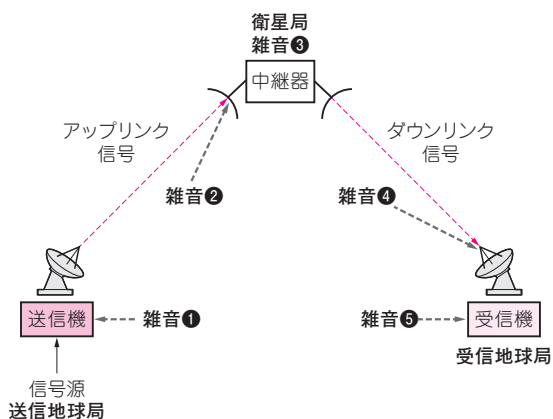 衛星局
雑音❸
中継器
アップリンク
信号
ダウンリンク
信号
雑音❷
雑音❹
送信機
雑音❶
雑音❺
受信機
受信地球局
信号源
送信地球局